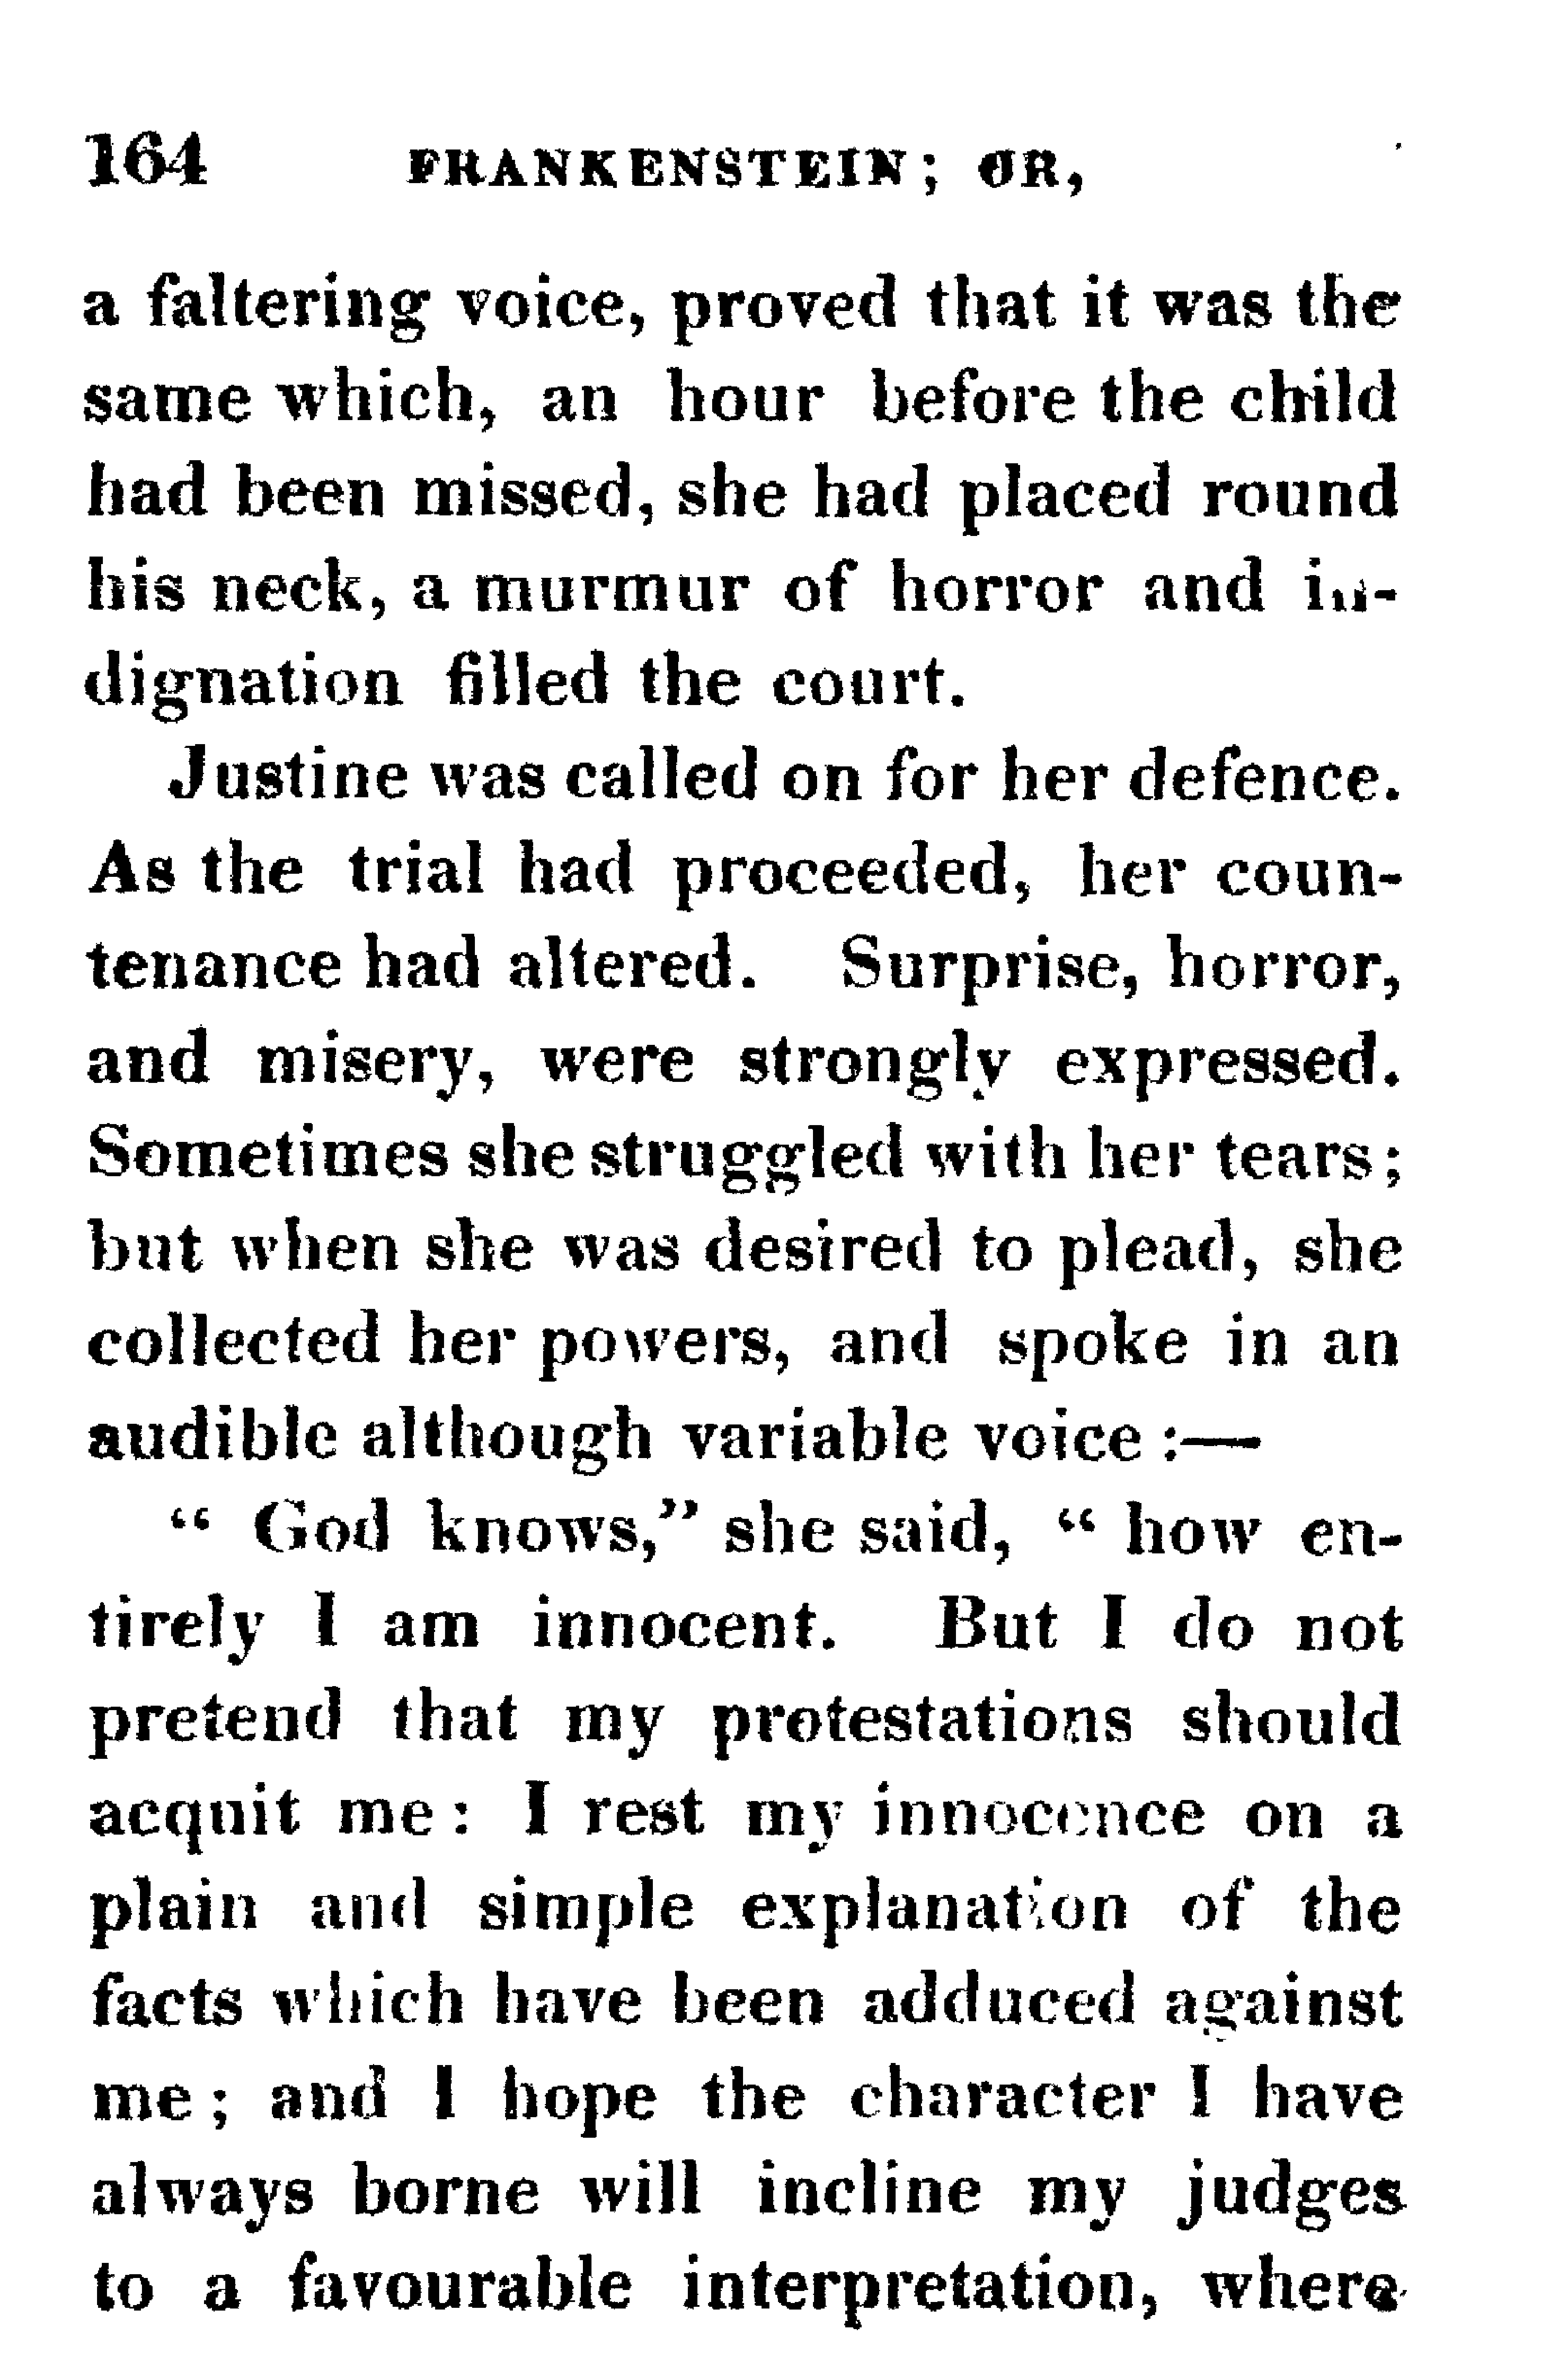 164 FRANKENSTEIN; OR,
a faltering voice, proved that it was the
same which, an hour before the child
had been missed, she had placed round
his neck, a murmur of horror and in-
dignation filled the court.
Justine was called on for her defence.
As the trial had proceeded, her coun-
tenance had altered. Surprise, horror,
and misery, were strongly expressed.
Sometimes she struggled with her tears;
but when she was desired to plead, she
collected her powers, and spoke in an
audible although variable voice :—
“ God knows,” she said, “ how en-
tirely I am innocent. But I do not
pretend that my protestations should
acquit me: I rest my innocence on a
plain and simple explanation of the
facts which have been adduced against
me; and I hope the character I have
always borne will incline my judges
to a favourable interpretation, where